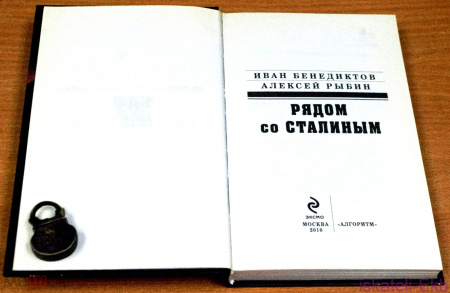 ИВАН БЕНЕДИКТОВ
АЛЕКСЕЙ РЫБИН
РЯДОМ
со СТАЛИНЫМ
ЭКСМО
МОСКВА «АЛГОРИТМ»
2010